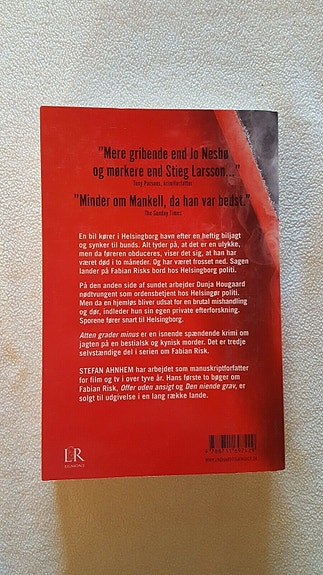 "Mere gribende end Jo Nesbø
og mørkere end Stieg Larsson..."
Tony Parsons, krimiforfatter
"Minder om Mankell, da han var bedst."
The Sunday Times
En bil kører i Helsingborg havn efter en heftig biljagt
og synker til bunds. Alt tyder på, at det er en ulykke,
men da føreren obduceres, viser det sig, at han har
været død i to måneder. Og har været frosset ned. Sagen
lander på Fabian Risks bord hos Helsingborg politi.
På den anden side af sundet arbejder Dunja Hougaard
nødtvungent som ordensbetjent hos Helsingør politi.
Men da en hjemløs bliver udsat for en brutal mishandling
og dør, indleder hun sin egen private efterforskning.
Sporene fører snart til Helsingborg.
Atten grader minus er en isnende spændende krimi om
jagten på en bestialsk og kynisk morder. Det er tredje
selvstændige del i serien om Fabian Risk.
STEFAN AHNHEM har arbejdet som manuskriptforfatter
for film og tv i over tyve år. Hans første to bøger om
Fabian Risk, Offer uden ansigt og Den niende grav, er
solgt til udgivelse i en lang række lande.
L&R
EGMONT